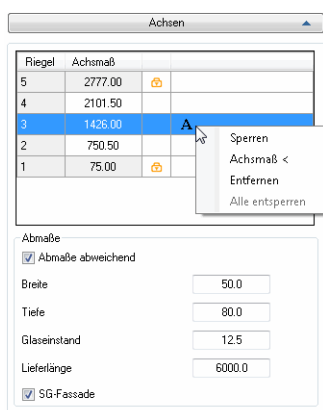 Achsen
Riegel Achsmaß
5 2777.00
4 2101.50
3 1426.00 A
2 750.50
1 75.00
Sperren
Achsmaß <
Entfernen
Alle entsperren
Abmaße
Abmaße abweichend
Breite 50.0
Tiefe 80.0
Glaseinstand 12.5
Lieferlänge 6000.0
SG-Fassade